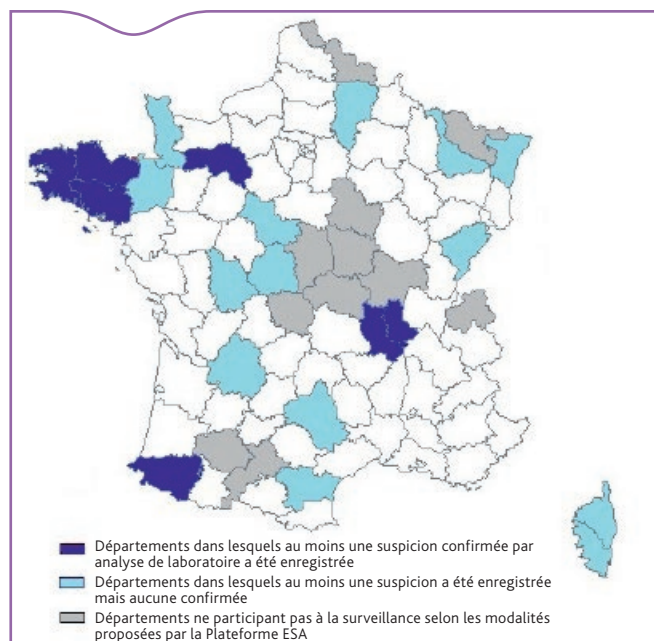 Départements dans lesquels au moins une suspicion confirmée par
analyse de laboratoire a été enregistrée
Départements dans lesquels au moins une suspicion a été enregistrée
mais aucune confirmée
Départements ne participant pas à la surveillance selon les modalités
proposées par la Plateforme ESA